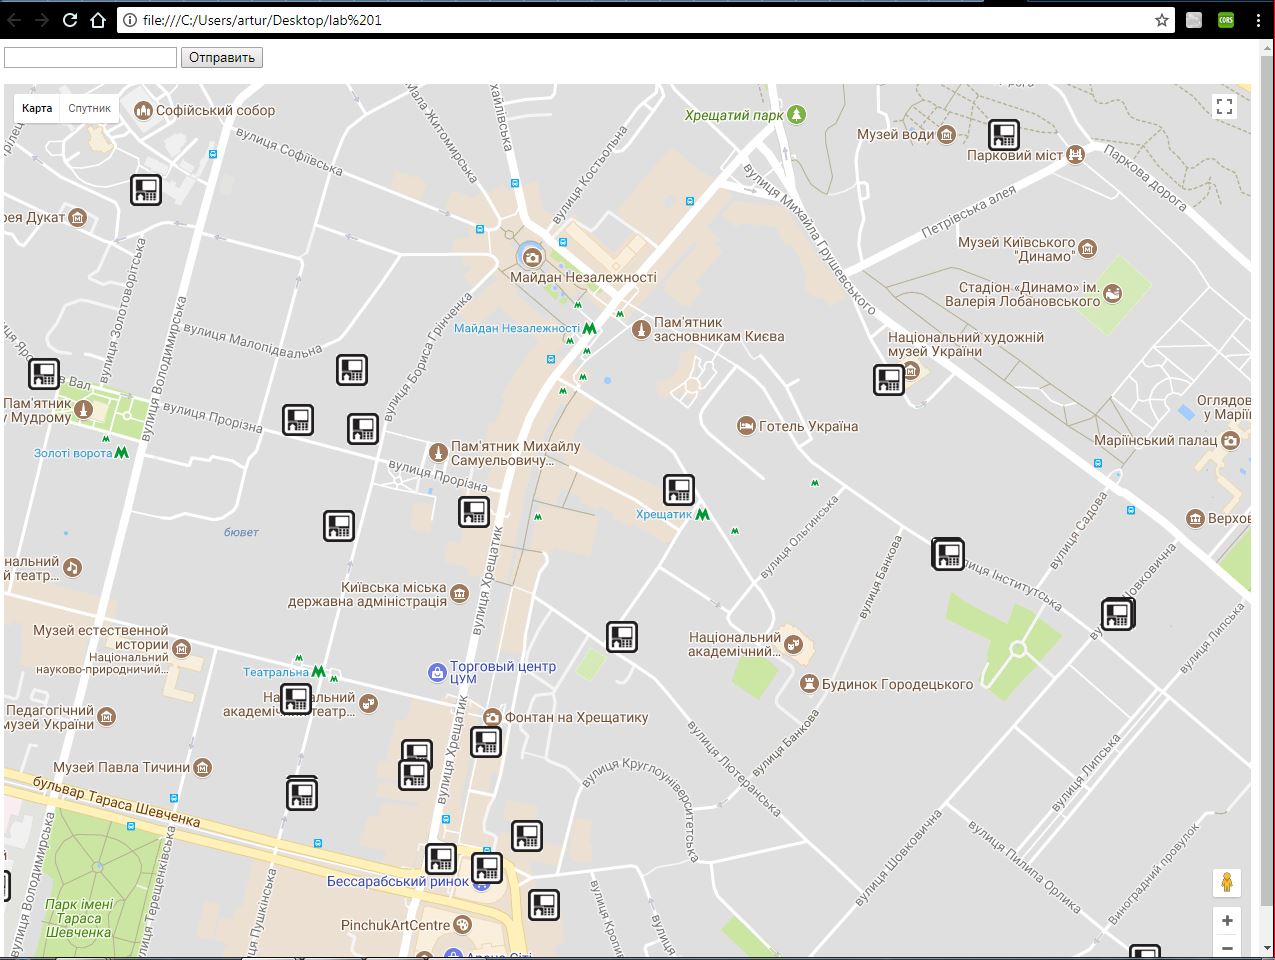 file:///C:/Users/artur/Desktop/lab%201
CORS
Отправить
Карта
Спутник
Софійський собор
вулиця Софіївська
Мала Житомирська
вулиця Костьольна
Хрещатий парк
Музей води
Парковий міст
Паркова дорога
Петрівська алея
вулиця Михайла Грушевського
Музей Київського
"Динамо"
Стадіон «Динамо» ім.
Валерія Лобановського
рея Дукат
вулиця Золотоворітська
вулиця Володимирська
вулиця Малопідвальна
вулиця Бориса Грінченка
Майдан Незалежності
Майдан Незалежності
Пам'ятник
засновникам Києва
Національний художній
музей України
в Вал
Пам'ятник
у Мудрому
Золоті ворота
вулиця Прорізна
вулиця Прорізна
Пам'ятник Михайлу
Самуельовичу...
Готель Україна
Оглядов
у Марії
Маріїнський палац
Верхов
Хрещатик
вулиця Ольгинська
вулиця Банкова
вулиця Садова
вулиця Інститутська
вулиця Шовковична
вулиця Липська
бювет
нальний
й театр...
Київська міська
державна адміністрація
вулиця Хрещатик
Музей естественной
истории
Національний
науково-природничий...
Театральна
академічний театр...
Торговый центр
ЦУМ
Національний
академічний...
Будинок Городецького
Педагогічний
музей України
Фонтан на Хрещатику
вулиця Хрещатик
вулиця Банкова
вулиця Лютеранська
вулиця Круглоуніверситетська
вулиця Липська
Музей Павла Тичини
бульвар Тараса Шевченка
вулиця Володимирська
вулиця Терещенківська
вулиця Пушкінська
Парк імені
Тараса
Шевченка
Бессарабський ринок
PinchukArtCentre
Арена Сіті
вулиця Шовковична
вулиця Пилипа Орлика
Виноградний провулок